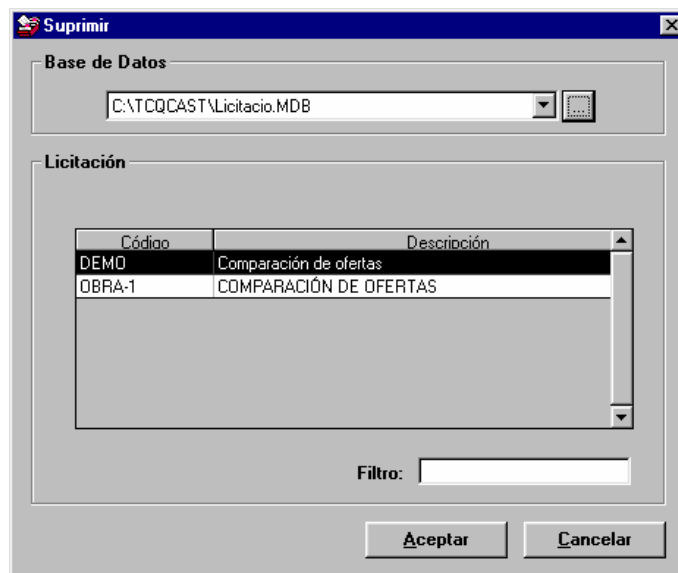 Suprimir
Base de Datos
C:\TCQCAST\Licitacio.MDB
...
Licitación
Código Descripción
DEMO Comparación de ofertas
OBRA-1 COMPARACIÓN DE OFERTAS
Filtro:
Aceptar Cancelar